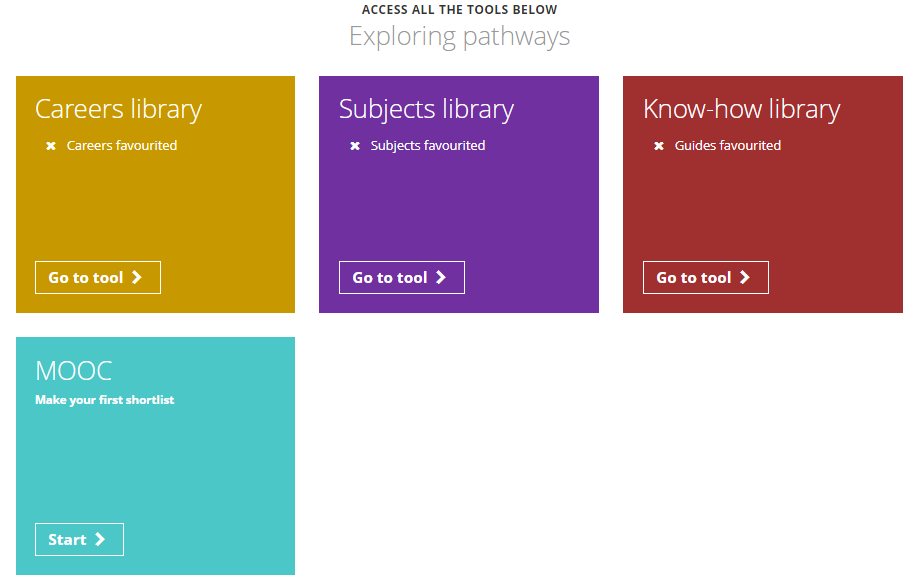 ACCESS ALL THE TOOLS BELOW
Exploring pathways
Careers library
Careers favourited
Go to tool
Subjects library
Subjects favourited
Go to tool
Know-how library
Guides favourited
Go to tool
MOOC
Make your first shortlist
Start